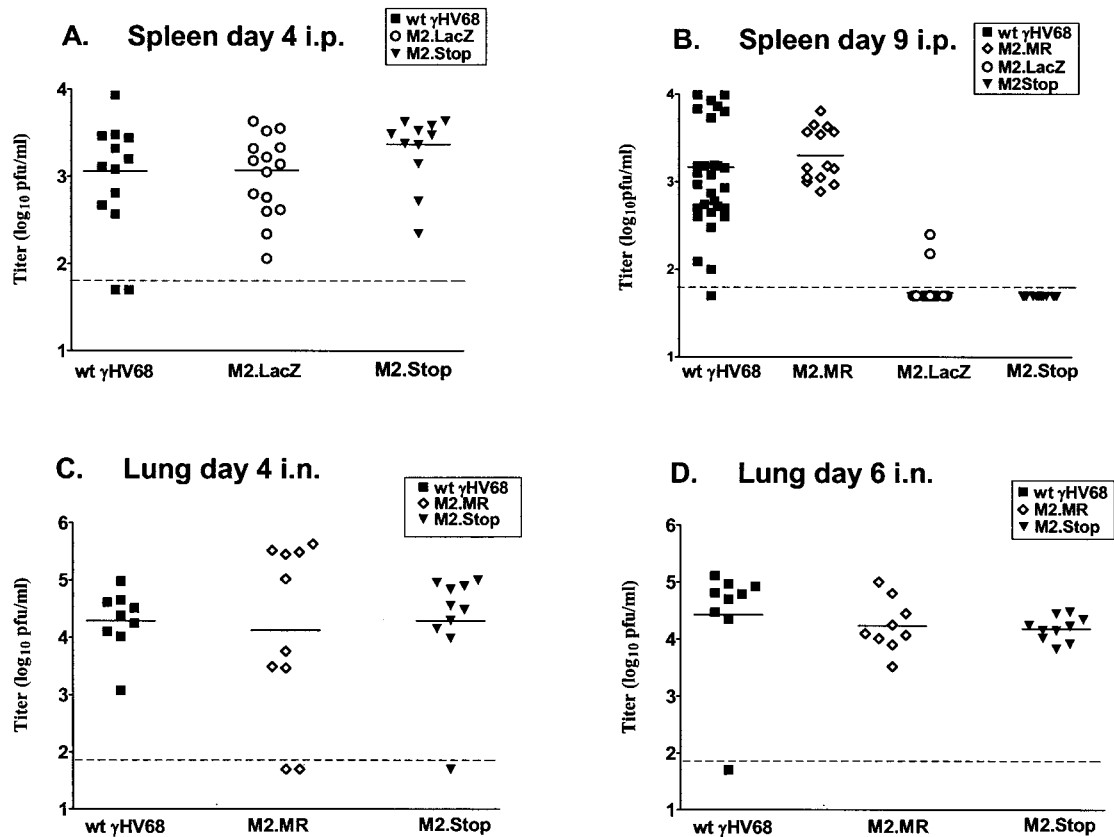 A. Spleen day 4 i.p.
■ wt γHV68
○ M2.LacZ
▼ M2.Stop
Titer (log10 pfu/ml)
4
3
2
1
wt γHV68 M2.LacZ M2.Stop
B. Spleen day 9 i.p.
■ wt γHV68
◇ M2.MR
○ M2.LacZ
▼ M2Stop
Titer (log10pfu/ml)
4
3
2
1
wt γHV68 M2.MR M2.LacZ M2.Stop
C. Lung day 4 i.n.
■ wt γHV68
◇ M2.MR
▼ M2.Stop
Titer (log10 pfu/ml)
6
5
4
3
2
1
wt γHV68 M2.MR M2.Stop
D. Lung day 6 i.n.
■ wt γHV68
◇ M2.MR
▼ M2.Stop
Titer (log10 pfu/ml)
6
5
4
3
2
1
wt γHV68 M2.MR M2.Stop